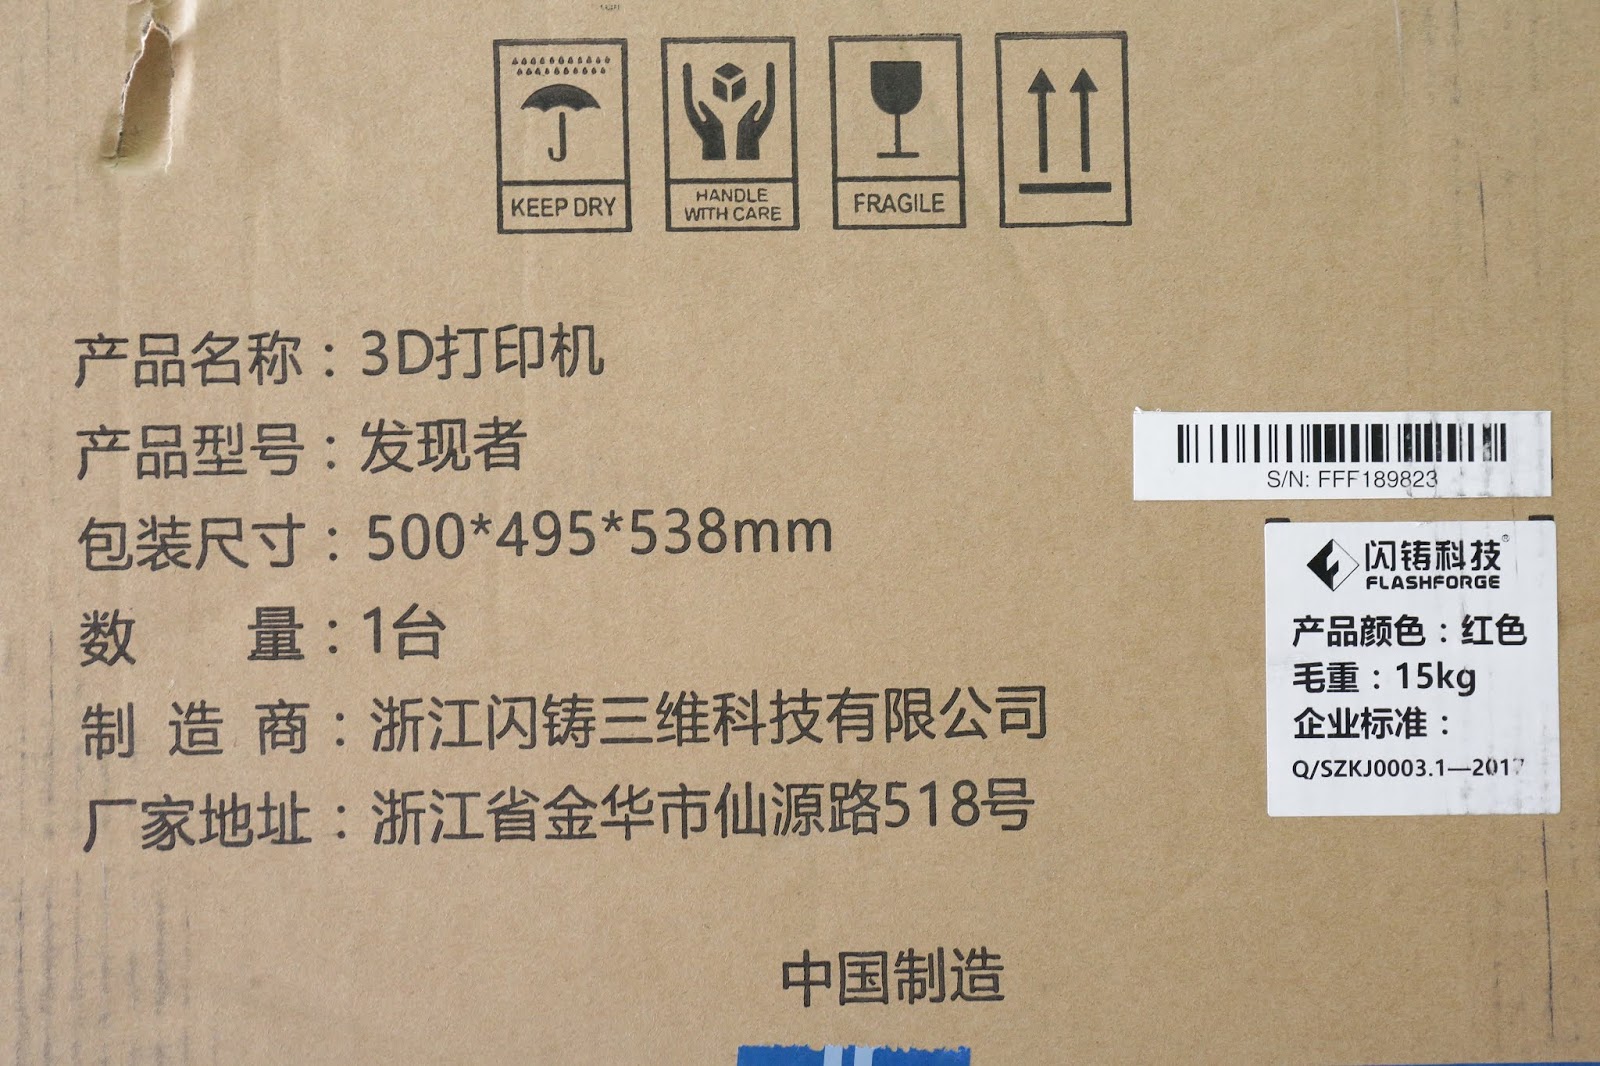 KEEP DRY
HANDLE
WITH CARE
FRAGILE
产品名称：3D打印机
产品型号：发现者
包装尺寸：500*495*538mm
数 量：1台
制 造 商：浙江闪铸三维科技有限公司
厂家地址：浙江省金华市仙源路518号
中国制造
S/N: FFF189823
闪铸科技®
FLASHFORGE
产品颜色：红色
毛重：15kg
企业标准：
Q/SZKJ0003.1—2017